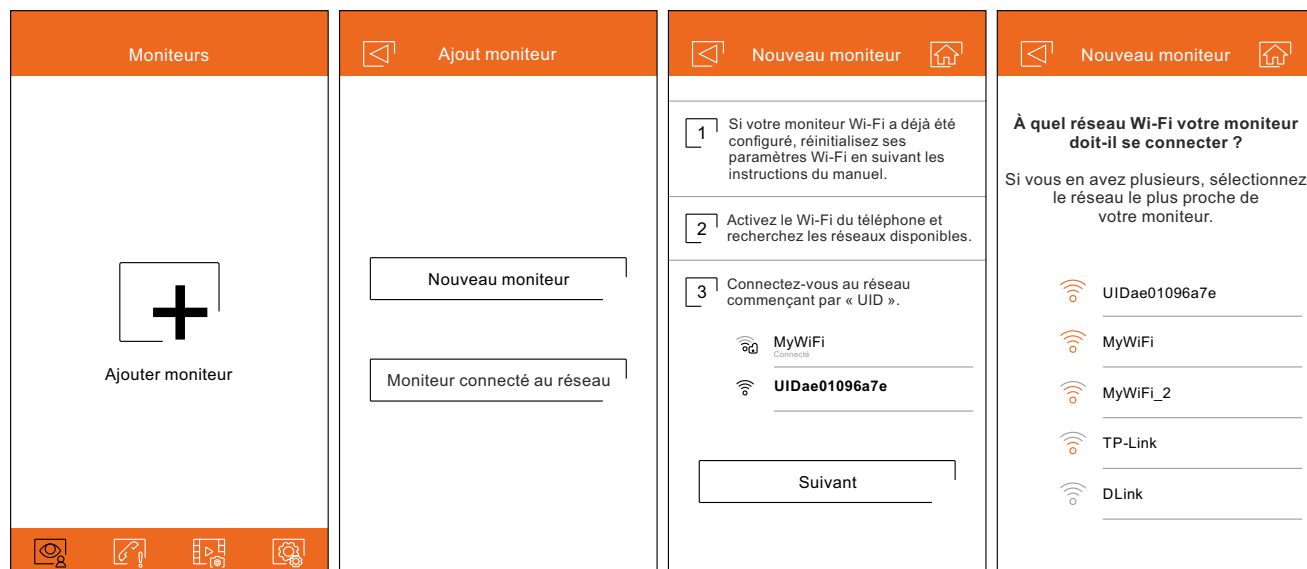 Moniteurs
Ajouter moniteur
Ajout moniteur
Nouveau moniteur
Moniteur connecté au réseau
Nouveau moniteur
1
Si votre moniteur Wi-Fi a déjà été
configuré, réinitialisez ses
paramètres Wi-Fi en suivant les
instructions du manuel.
2
Activez le Wi-Fi du téléphone et
recherchez les réseaux disponibles.
3
Connectez-vous au réseau
commençant par « UID ».
MyWiFi
Connecté
UIDae01096a7e
Suivant
Nouveau moniteur
À quel réseau Wi-Fi votre moniteur
doit-il se connecter ?
Si vous en avez plusieurs, sélectionnez
le réseau le plus proche de
votre moniteur.
UIDae01096a7e
MyWiFi
MyWiFi_2
TP-Link
DLink